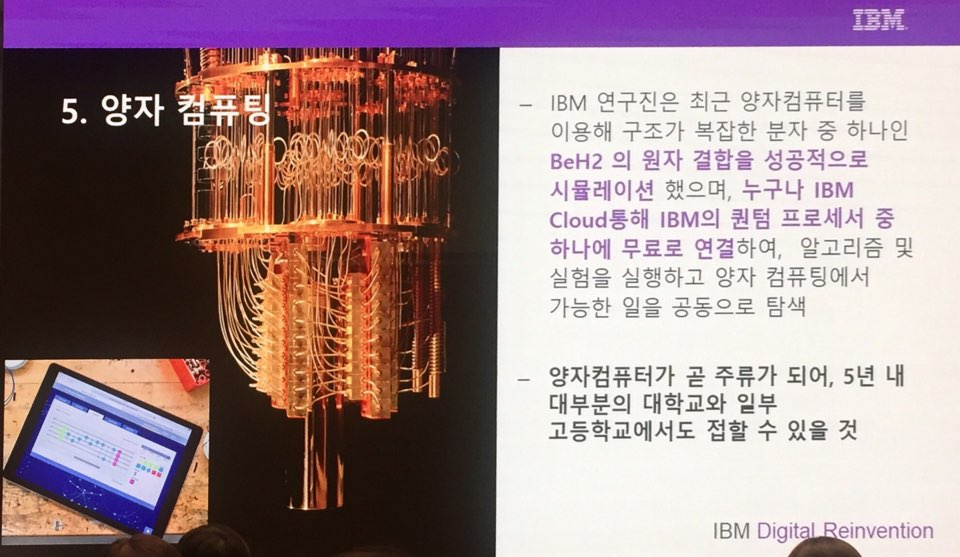 IBM
5. 양자 컴퓨팅
– IBM 연구진은 최근 양자컴퓨터를
이용해 구조가 복잡한 분자 중 하나인
BeH2 의 원자 결합을 성공적으로
시뮬레이션 했으며, 누구나 IBM
Cloud통해 IBM의 퀀텀 프로세서 중
하나에 무료로 연결하여, 알고리즘 및
실험을 실행하고 양자 컴퓨팅에서
가능한 일을 공동으로 탐색
– 양자컴퓨터가 곧 주류가 되어, 5년 내
대부분의 대학교와 일부
고등학교에서도 접할 수 있을 것
IBM Digital Reinvention